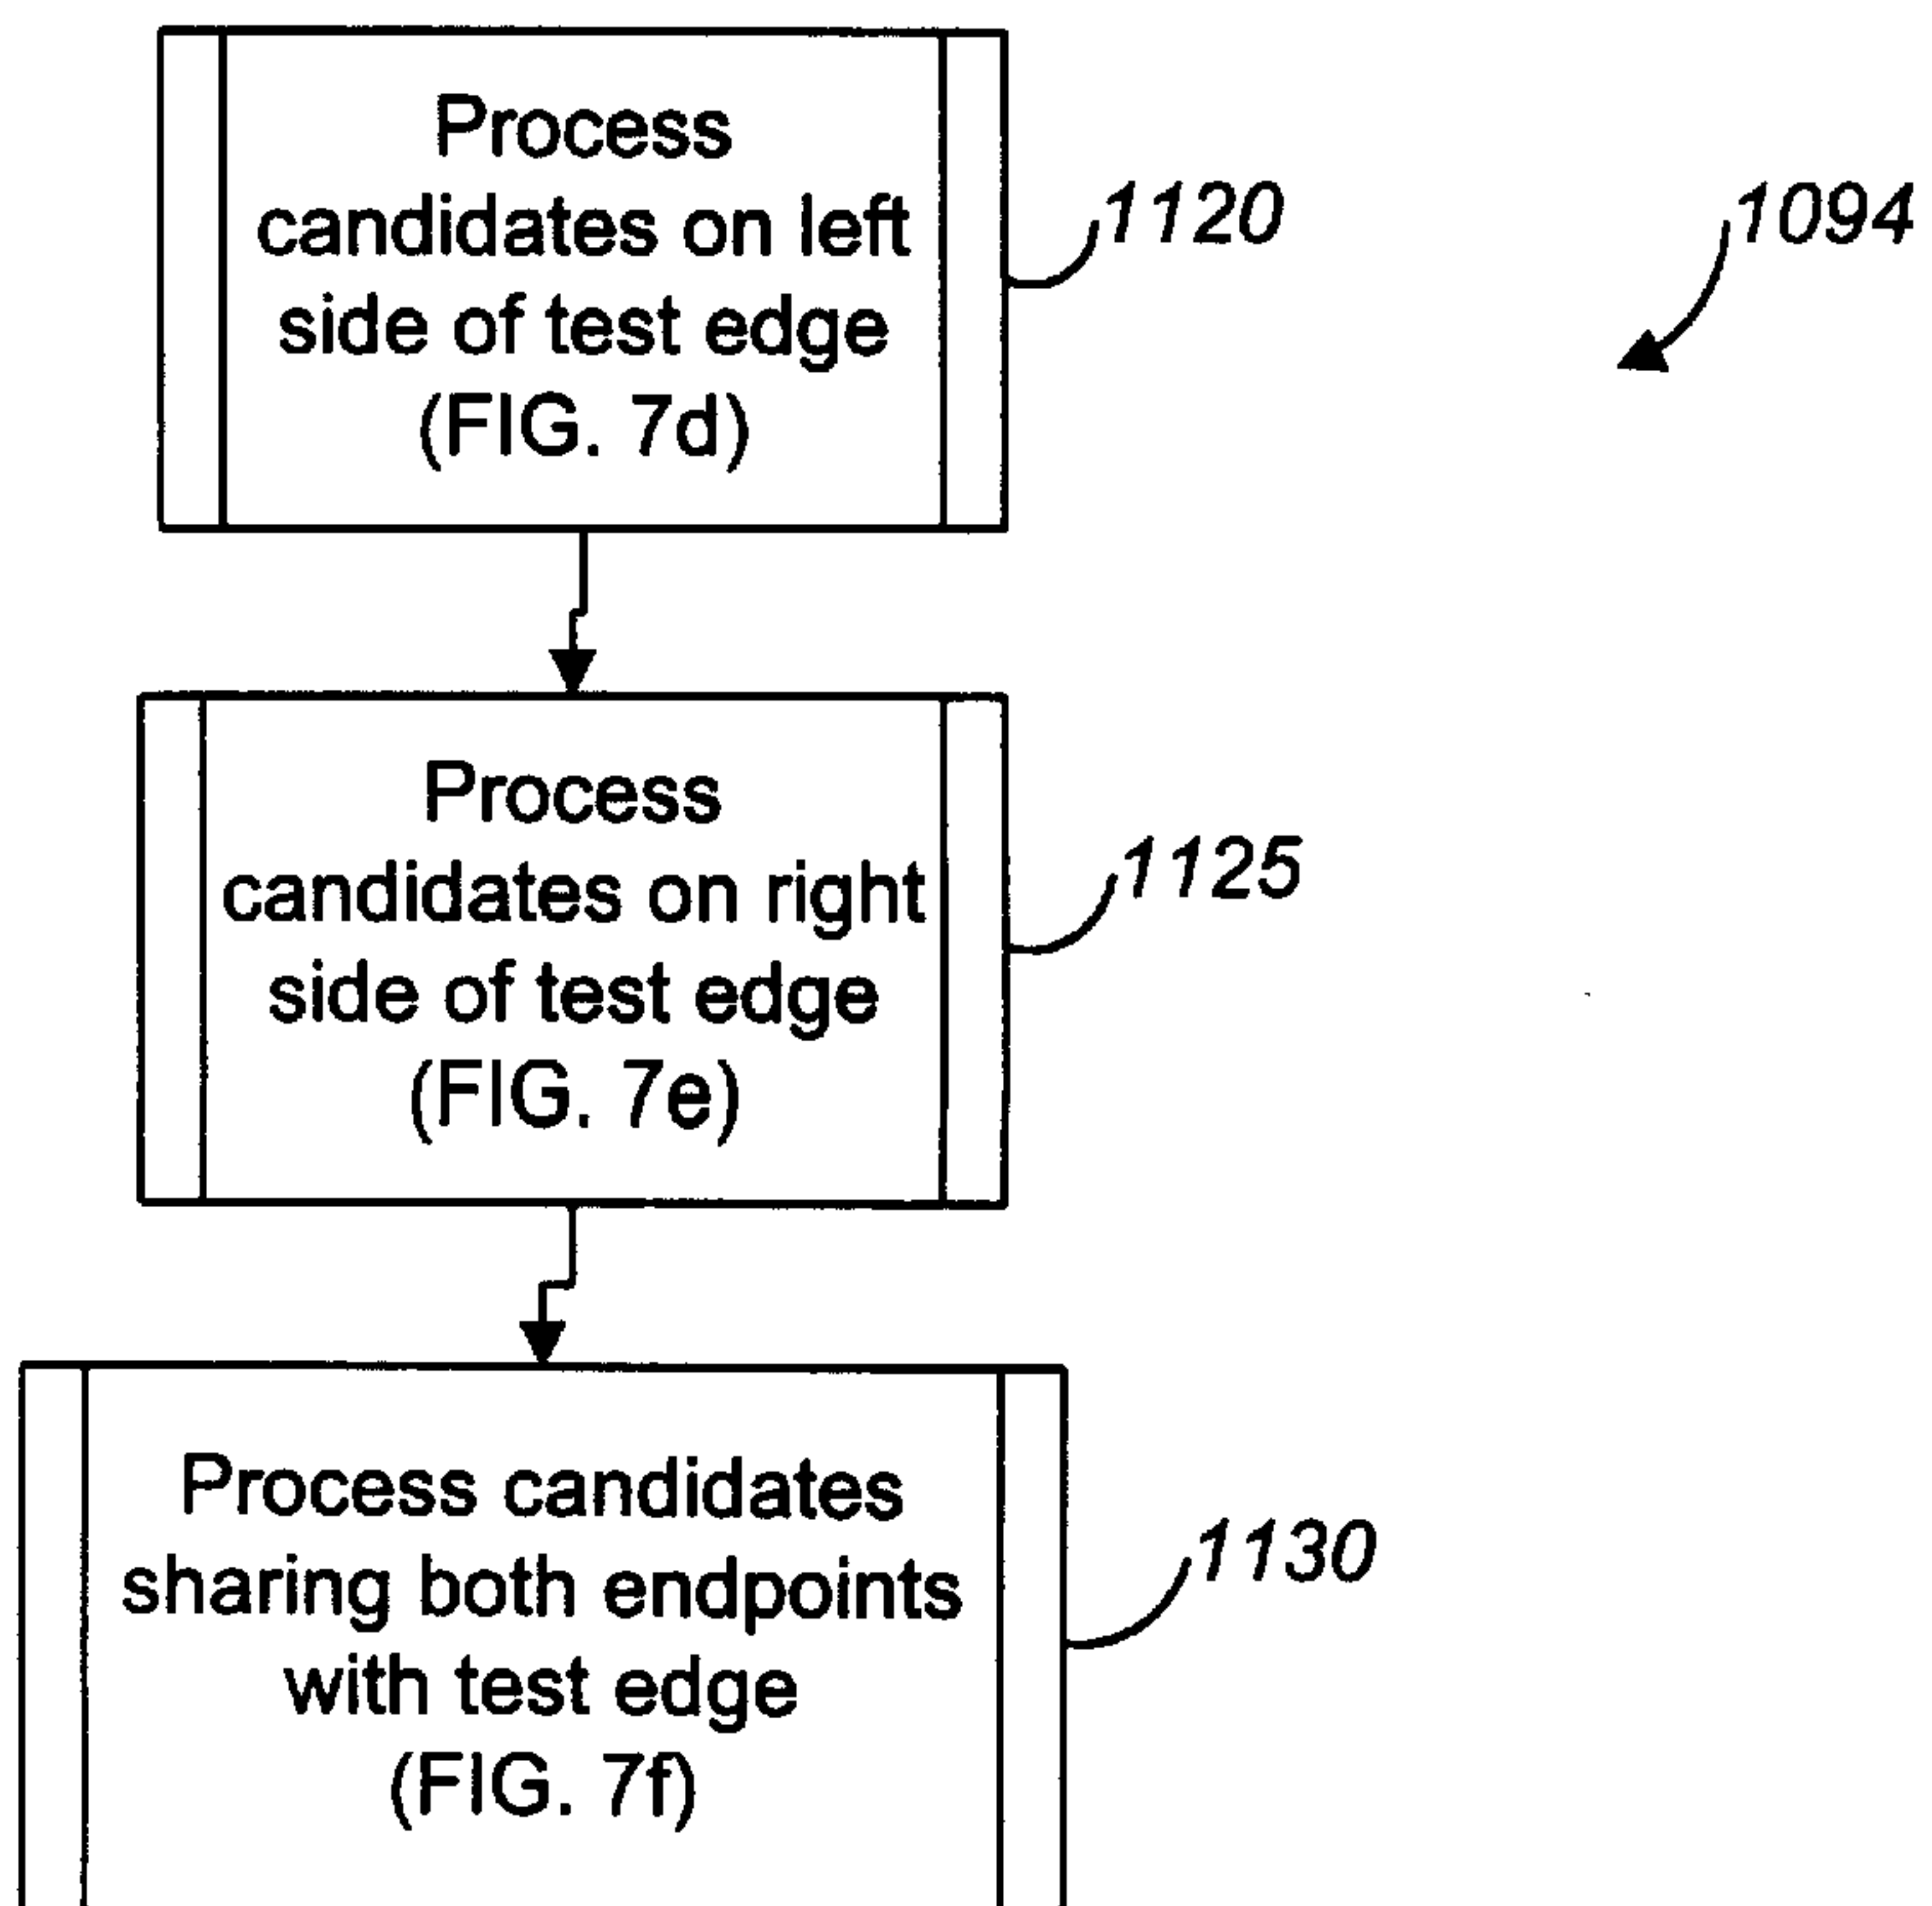 Process
candidates on left
side of test edge
(FIG. 7d)
1120
1094
Process
candidates on right
side of test edge
(FIG. 7e)
1125
Process candidates
sharing both endpoints
with test edge
(FIG. 7f)
1130